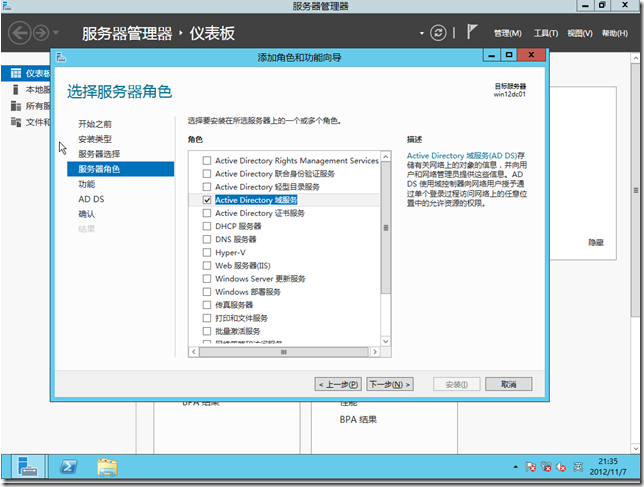 服务器管理器
服务器管理器 · 仪表板
管理(M) 工具(T) 视图(V) 帮助(H)
仪表板
本地服
所有服
文件和
添加角色和功能向导
选择服务器角色
目标服务器
win12dc01
开始之前
安装类型
服务器选择
服务器角色
功能
AD DS
确认
结果
选择要安装在所选服务器上的一个或多个角色。
角色
Active Directory Rights Management Services
Active Directory 联合身份验证服务
Active Directory 轻型目录服务
Active Directory 域服务
Active Directory 证书服务
DHCP 服务器
DNS 服务器
Hyper-V
Web 服务器(IIS)
Windows Server 更新服务
Windows 部署服务
传真服务器
打印和文件服务
批量激活服务
描述
Active Directory 域服务(AD DS)存
储有关网络上的对象的信息，并向用
户和网络管理员提供这些信息。AD
DS 使用域控制器向网络用户授予通
过单个登录过程访问网络上的任意位
置中的允许资源的权限。
隐藏
< 上一步(P)
下一步(N) >
安装(I)
取消
BPA 结果
性能
BPA 结果
21:35
2012/11/7